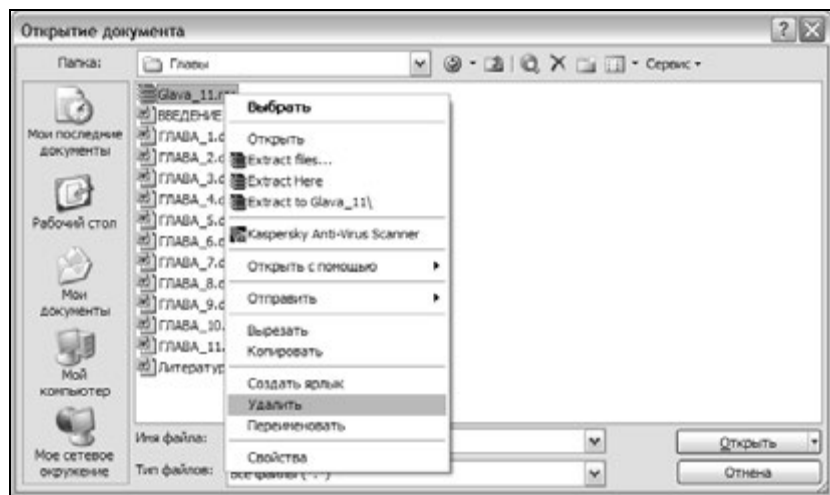 Открытие документа
Папка:
Главы
Сервис
Мои последние
документы
Рабочий стол
Мои
документы
Мой
компьютер
Мое сетевое
окружение
Glava_11.r
ВВЕДЕНИЕ
ГЛАВА_1.d
ГЛАВА_2.d
ГЛАВА_3.d
ГЛАВА_4.d
ГЛАВА_5.d
ГЛАВА_6.d
ГЛАВА_7.d
ГЛАВА_8.d
ГЛАВА_9.d
ГЛАВА_10.
ГЛАВА_11.
Литератур
Выбрать
Открыть
Extract files...
Extract Here
Extract to Glava_11\
Kaspersky Anti-Virus Scanner
Открыть с помощью
Отправить
Вырезать
Копировать
Создать ярлык
Удалить
Переименовать
Свойства
Имя файла:
Тип файлов:
Все файлы (*.*)
Открыть
Отмена